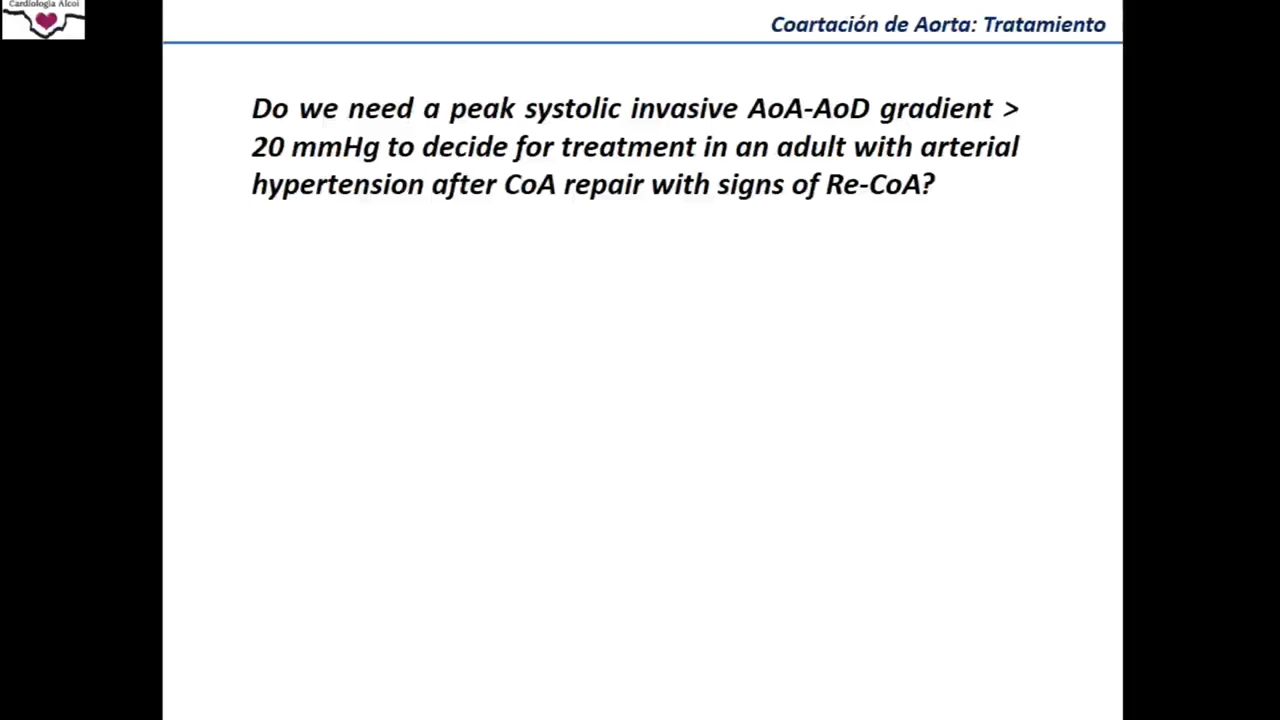 Cardiología Alcoi
Coartación de Aorta: Tratamiento
Do we need a peak systolic invasive AoA-AoD gradient >
20 mmHg to decide for treatment in an adult with arterial
hypertension after CoA repair with signs of Re-CoA?